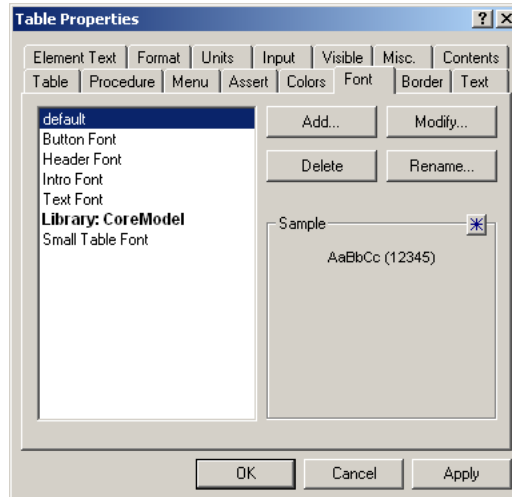 Table Properties
Element Text Format Units Input Visible Misc. Contents
Table Procedure Menu Assert Colors Font Border Text
default
Button Font
Header Font
Intro Font
Text Font
Library: CoreModel
Small Table Font
Add... Modify...
Delete Rename...
Sample
AaBbCc (12345)
OK Cancel Apply